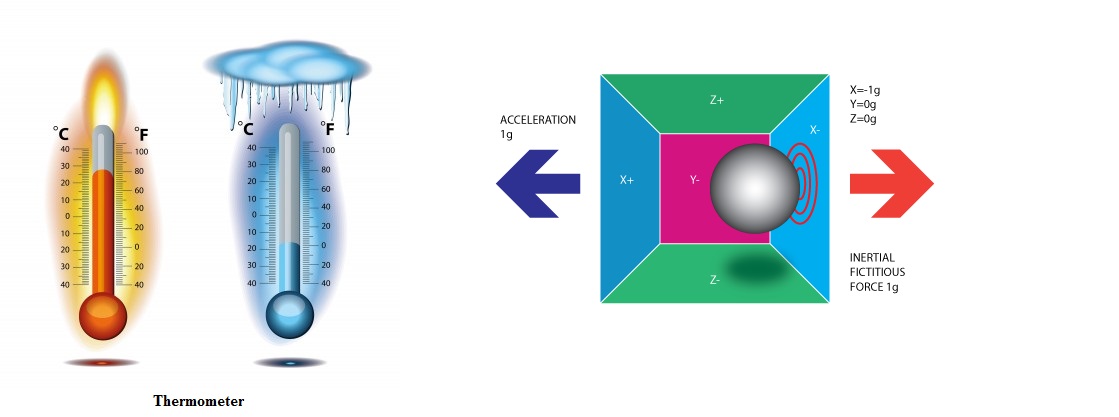 °C
°F
40
30
20
10
0
10
20
30
40
100
80
60
40
20
0
20
40
°C
°F
40
30
20
10
0
10
20
30
40
100
80
60
40
20
0
20
40
Thermometer
ACCELERATION
1g
Z+
X+
Y-
X-
Z-
X=-1g
Y=0g
Z=0g
INERTIAL
FICTITIOUS
FORCE 1g